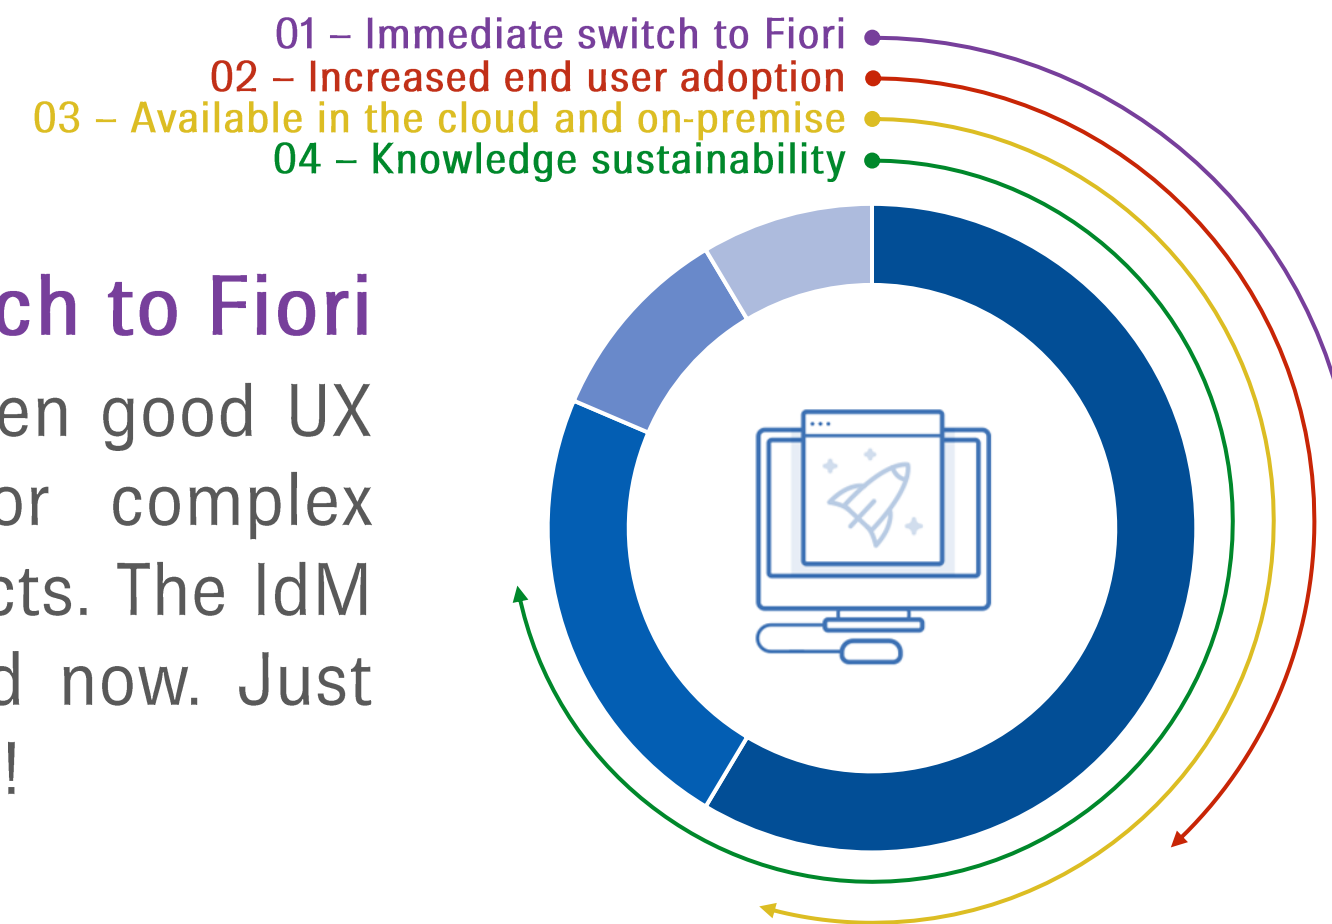 01 – Immediate switch to Fiori
02 – Increased end user adoption
03 – Available in the cloud and on-premise
04 – Knowledge sustainability
ch to Fiori
en good UX
or complex
cts. The IdM
d now. Just
!